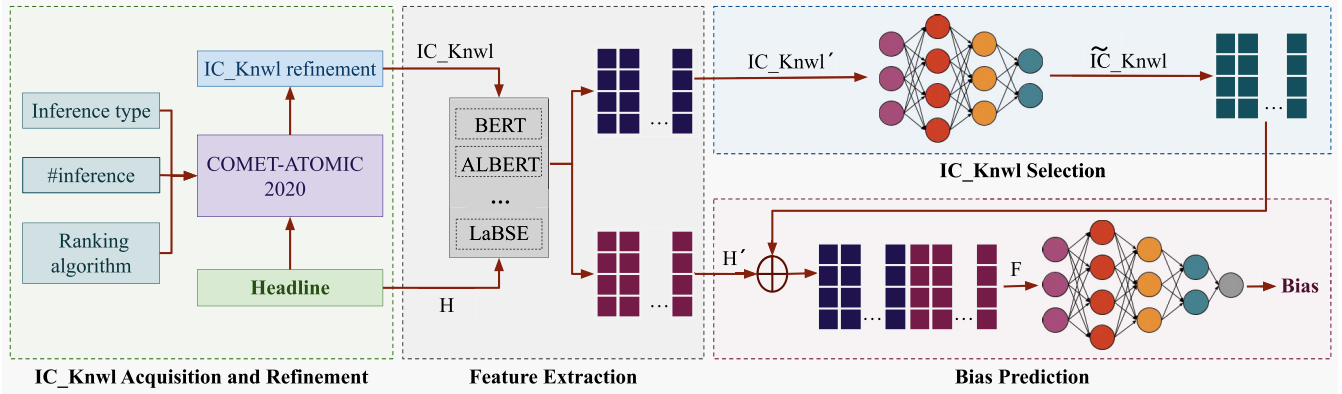 IC_Knwl refinement
Inference type
#inference
Ranking
algorithm
COMET-ATOMIC
2020
Headline
IC_Knwl Acquisition and Refinement
IC_Knwl
H
BERT
ALBERT
...
LaBSE
...
...
Feature Extraction
IC_Knwl´
ĨC_Knwl
...
IC_Knwl Selection
H´
...
...
F
Bias
Bias Prediction